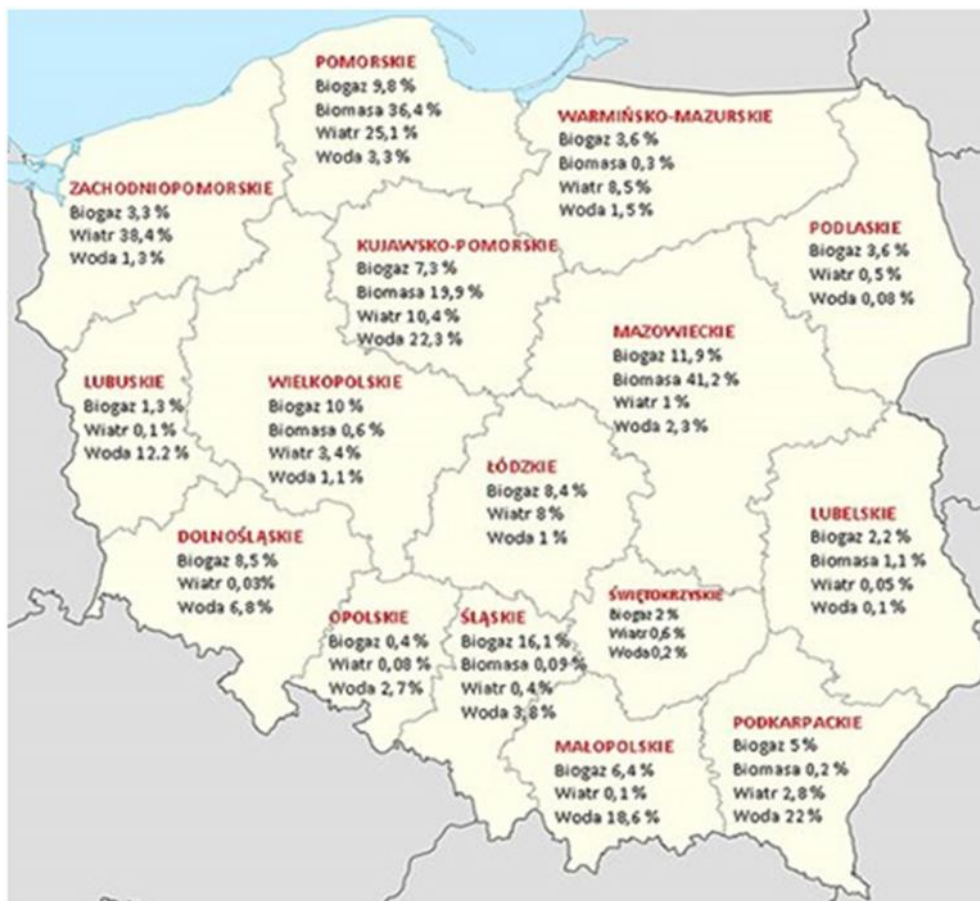 POMORSKIE
Biogaz 9,8 %
Biomasa 36,4 %
Wiatr 25,1 %
Woda 3,3 %
WARMIŃSKO-MAZURSKIE
Biogaz 3,6 %
Biomasa 0,3 %
Wiatr 8,5 %
Woda 1,5 %
ZACHODNIOPOMORSKIE
Biogaz 3,3 %
Wiatr 38,4 %
Woda 1,3 %
KUJAWSKO-POMORSKIE
Biogaz 7,3 %
Biomasa 19,9 %
Wiatr 10,4 %
Woda 22,3 %
PODLASKIE
Biogaz 3,6 %
Wiatr 0,5 %
Woda 0,08 %
MAZOWIECKIE
Biogaz 11,9 %
Biomasa 41,2 %
Wiatr 1 %
Woda 2,3 %
LUBUSKIE
Biogaz 1,3 %
Wiatr 0,1 %
Woda 12.2 %
WIELKOPOLSKIE
Biogaz 10 %
Biomasa 0,6 %
Wiatr 3,4 %
Woda 1,1 %
ŁÓDZKIE
Biogaz 8,4 %
Wiatr 8 %
Woda 1 %
LUBELSKIE
Biogaz 2,2 %
Biomasa 1,1 %
Wiatr 0,05 %
Woda 0,1 %
DOLNOŚLĄSKIE
Biogaz 8,5 %
Wiatr 0,03%
Woda 6,8 %
OPOLSKIE
Biogaz 0,4 %
Wiatr 0,08 %
Woda 2,7 %
ŚLĄSKIE
Biogaz 16,1 %
Biomasa 0,09 %
Wiatr 0,4 %
Woda 3,8 %
ŚWIĘTOKRZYSKIE
Biogaz 2 %
Wiatr 0,6 %
Woda 0,2 %
MAŁOPOLSKIE
Biogaz 6,4 %
Wiatr 0,1 %
Woda 18,6 %
PODKARPACKIE
Biogaz 5 %
Biomasa 0,2 %
Wiatr 2,8 %
Woda 22 %